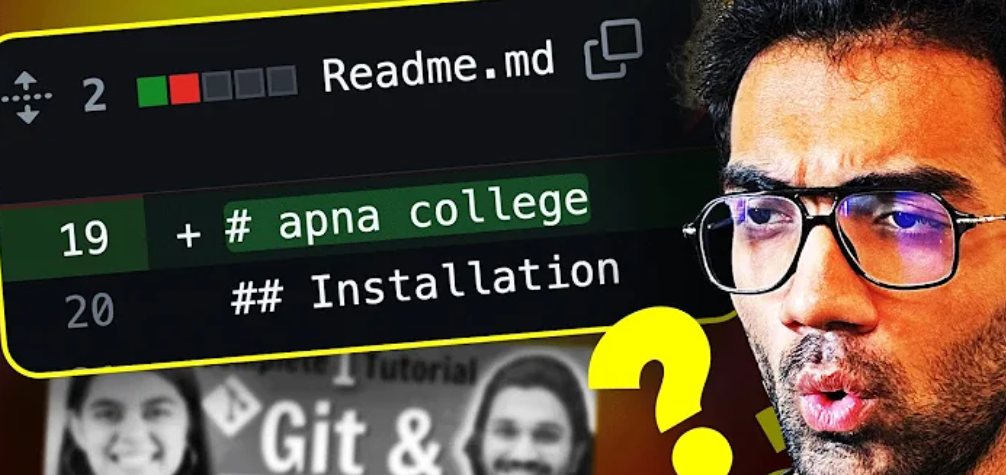 2 Readme.md
19 + # apna college
20 ## Installation
Tutorial
Git &